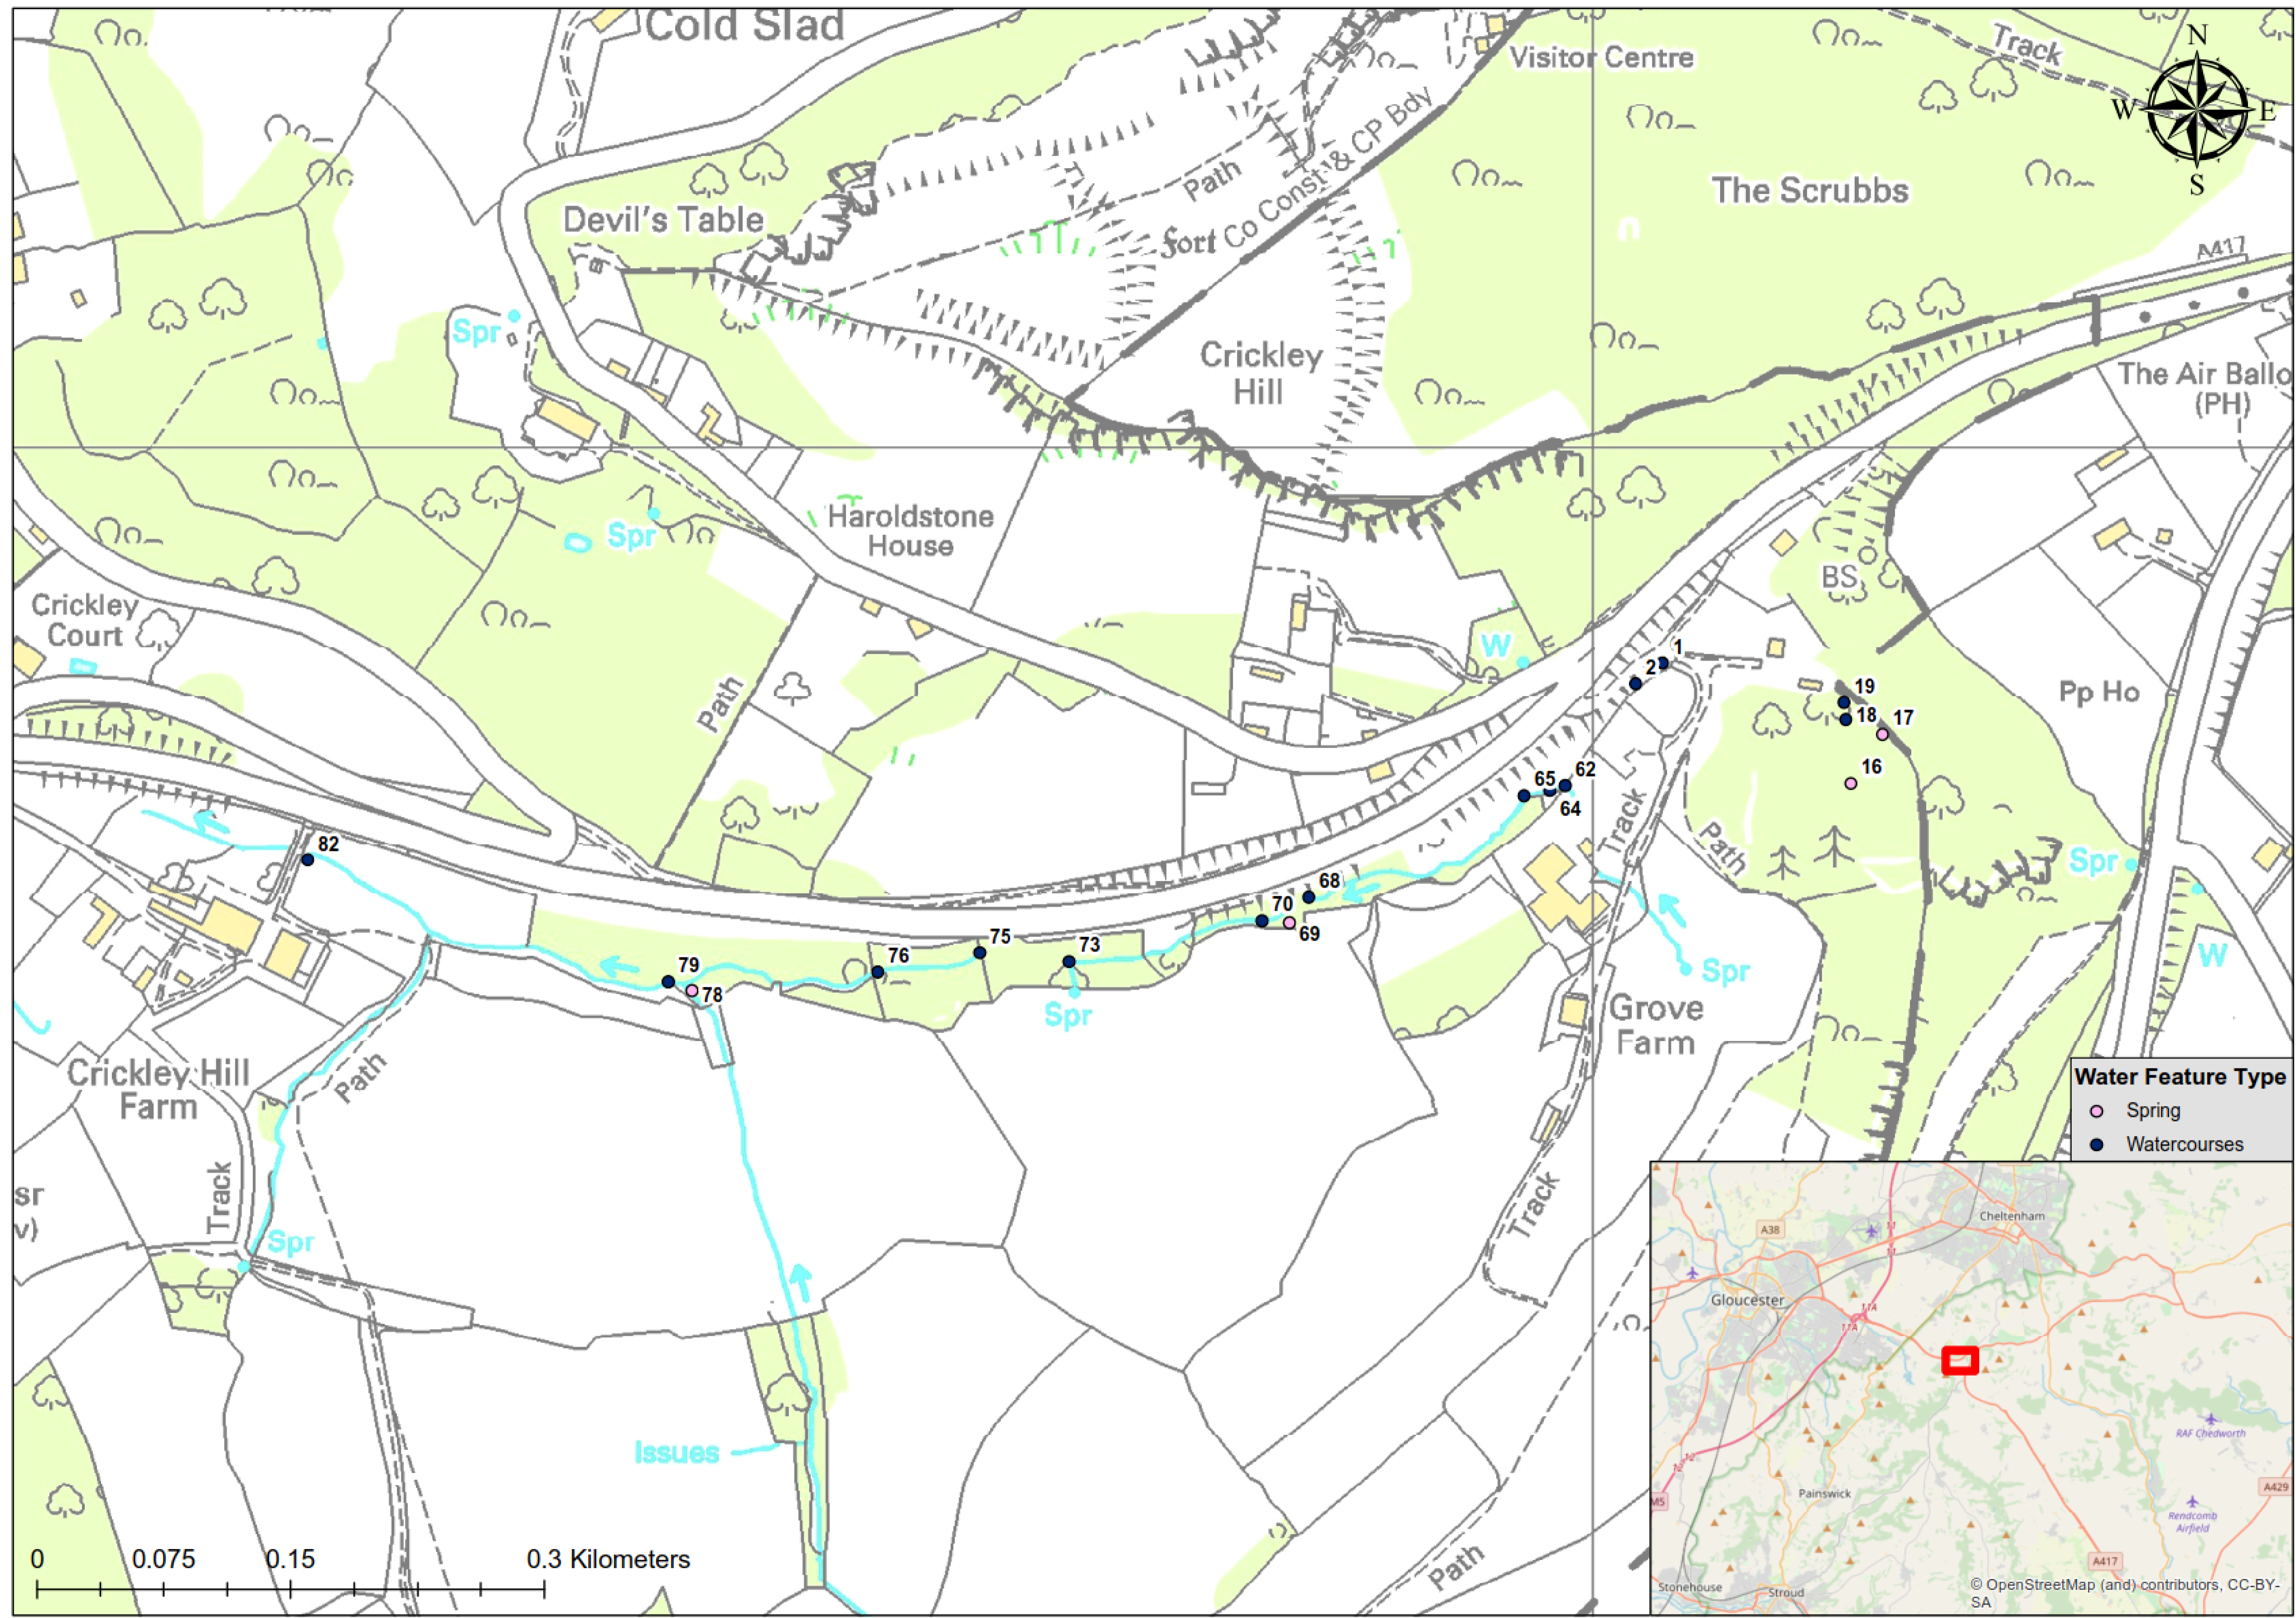 Cold Slad
Visitor Centre
Track
N
W
E
S
Co Const & CP Bdy
Path
Fort
The Scrubbs
Devil's Table
A417
Spr
Crickley
Hill
The Air Ballo
(PH)
Haroldstone
House
Spr
BS
Crickley
Court
W
1
2
Path
19
18
17
16
Pp Ho
65
62
64
Track
Path
82
Spr
68
70
69
W
73
75
76
79
78
Spr
Spr
Grove
Farm
Crickley Hill
Farm
Path
Water Feature Type
Spring
Watercourses
Track
sr
v)
Spr
Track
Issues
Path
0
0.075
0.15
0.3 Kilometers
Cheltenham
A38
Gloucester
11A
11A
M5
Painswick
RAF Chedworth
A429
Rendcomb
Airfield
A417
Stonehouse
Stroud
© OpenStreetMap (and) contributors, CC-BY-
SA